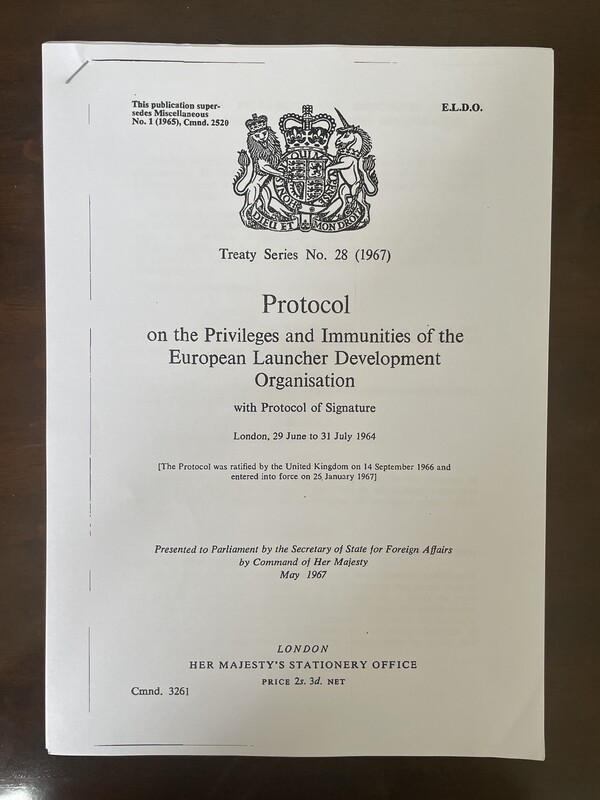 This publication super-
sedes Miscellaneous
No. 1 (1965), Cmnd. 2520
E.L.D.O.
DIEU ET MON DROIT
Treaty Series No. 28 (1967)
Protocol
on the Privileges and Immunities of the
European Launcher Development
Organisation
with Protocol of Signature
London, 29 June to 31 July 1964
[The Protocol was ratified by the United Kingdom on 14 September 1966 and
entered into force on 26 January 1967]
Presented to Parliament by the Secretary of State for Foreign Affairs
by Command of Her Majesty
May 1967
LONDON
HER MAJESTY'S STATIONERY OFFICE
PRICE 2s. 3d. NET
Cmnd. 3261